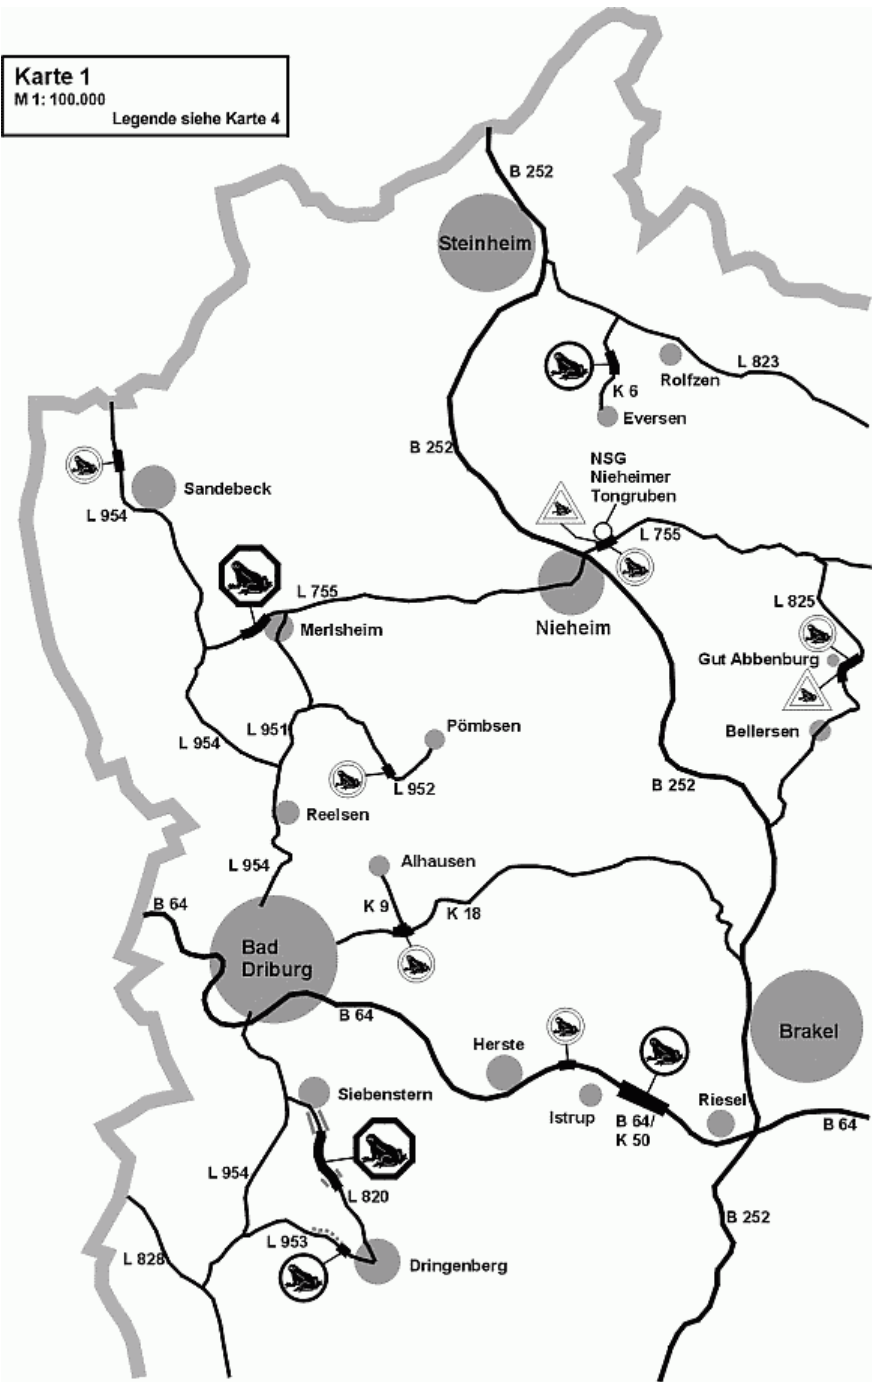 Karte 1
M 1: 100.000
Legende siehe Karte 4
B 252
Steinheim
L 823
Rolfzen
K 6
Eversen
B 252
NSG
Nieheimer
Tongruben
Sandebeck
L 954
L 755
L 755
L 825
Merlsheim
Nieheim
Gut Abbenburg
L 951
Pömbsen
Bellersen
L 954
B 252
L 952
Reelsen
L 954
Alhausen
B 64
K 9
K 18
Bad
Driburg
B 64
Brakel
Herste
Siebenstern
Istrup
Riesel
B 64/
K 50
B 64
L 954
L 820
B 252
L 953
L 828
Dringenberg